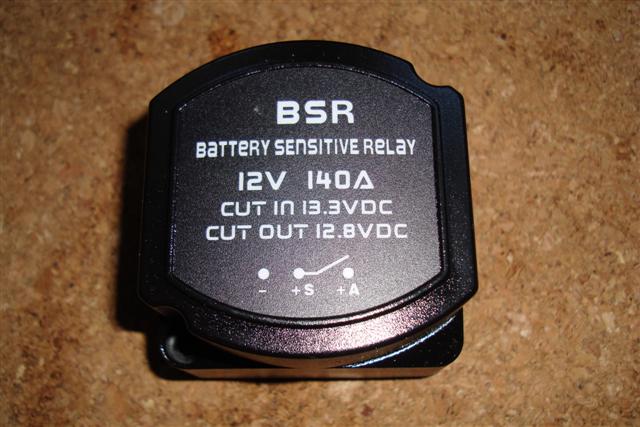 BSR
BATTERY SENSITIVE RELAY
12V 140A
CUT IN 13.3VDC
CUT OUT 12.8VDC
- +S +A